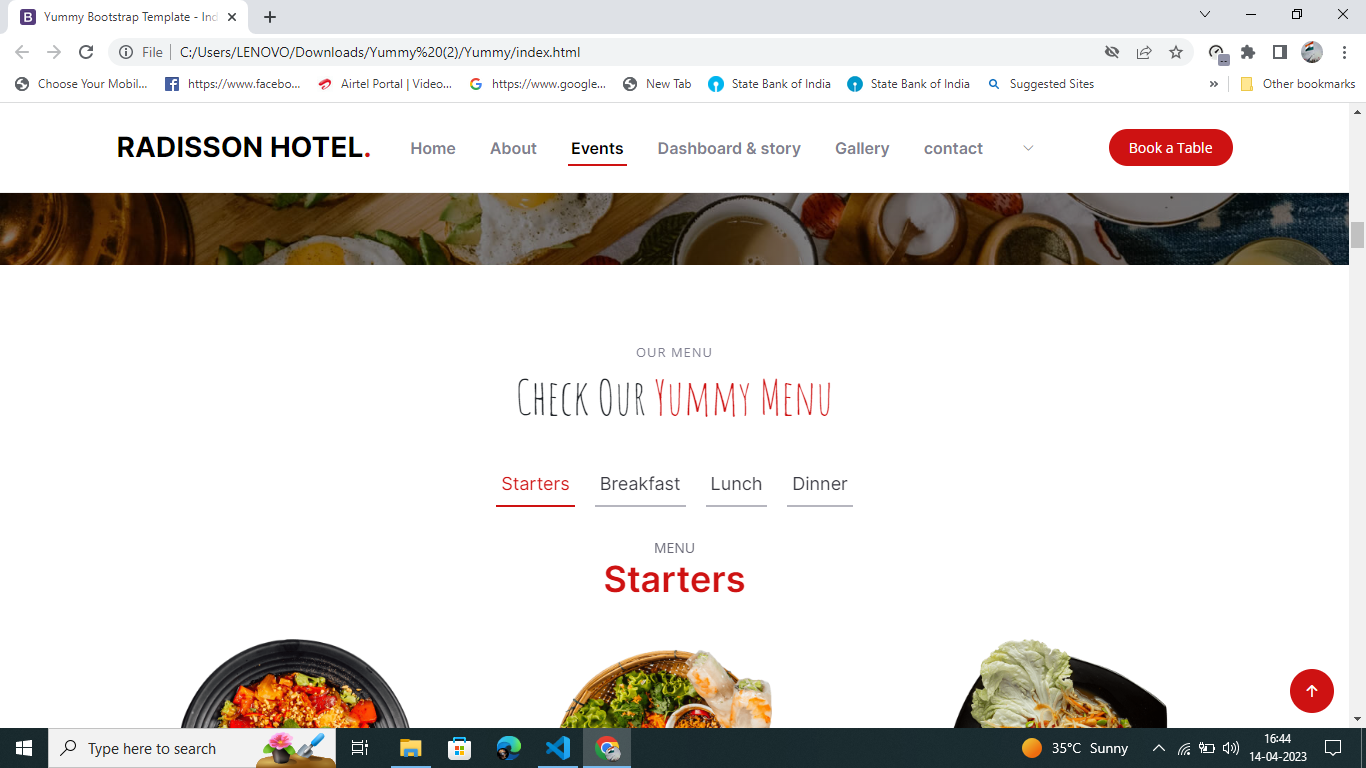 Yummy Bootstrap Template - Ind
File C:/Users/LENOVO/Downloads/Yummy%20(2)/Yummy/index.html
Choose Your Mobil... https://www.facebo... Airtel Portal | Video... https://www.google... New Tab State Bank of India State Bank of India Suggested Sites » Other bookmarks
RADISSON HOTEL. Home About Events Dashboard & story Gallery contact Book a Table
OUR MENU
Check Our Yummy Menu
Starters Breakfast Lunch Dinner
MENU
Starters
Type here to search 35°C Sunny 16:44
14-04-2023